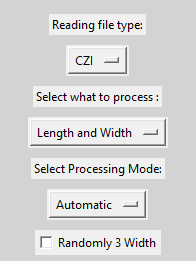 Reading file type:
CZI
Select what to process :
Length and Width
Select Processing Mode:
Automatic
Randomly 3 Width